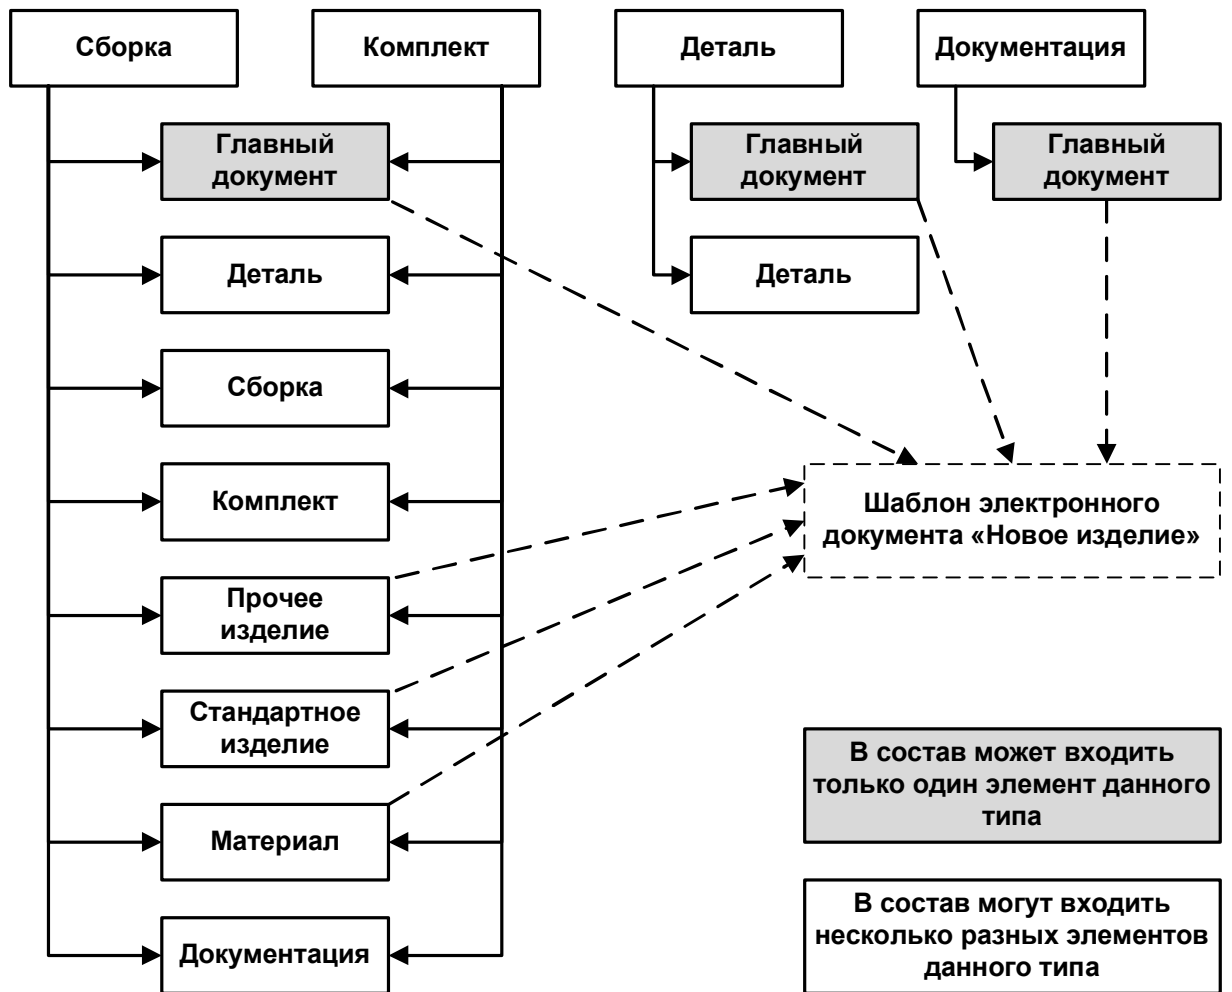 Сборка
Комплект
Деталь
Документация
Главный
документ
Главный
документ
Главный
документ
Деталь
Деталь
Сборка
Комплект
Шаблон электронного
документа «Новое изделие»
Прочее
изделие
Стандартное
изделие
Материал
Документация
В состав может входить
только один элемент данного
типа
В состав могут входить
несколько разных элементов
данного типа